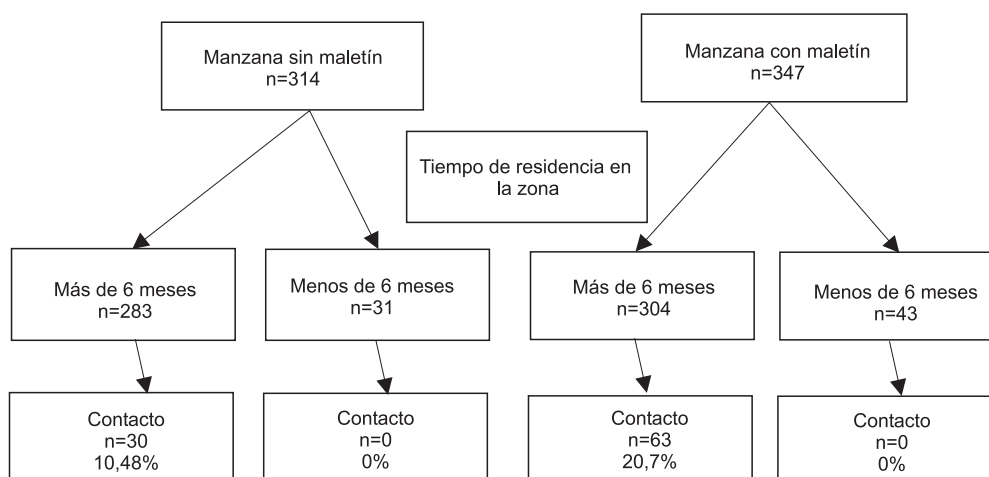 Manzana sin maletín
n=314
Manzana con maletín
n=347
Tiempo de residencia en
la zona
Más de 6 meses
n=283
Menos de 6 meses
n=31
Más de 6 meses
n=304
Menos de 6 meses
n=43
Contacto
n=30
10,48%
Contacto
n=0
0%
Contacto
n=63
20,7%
Contacto
n=0
0%